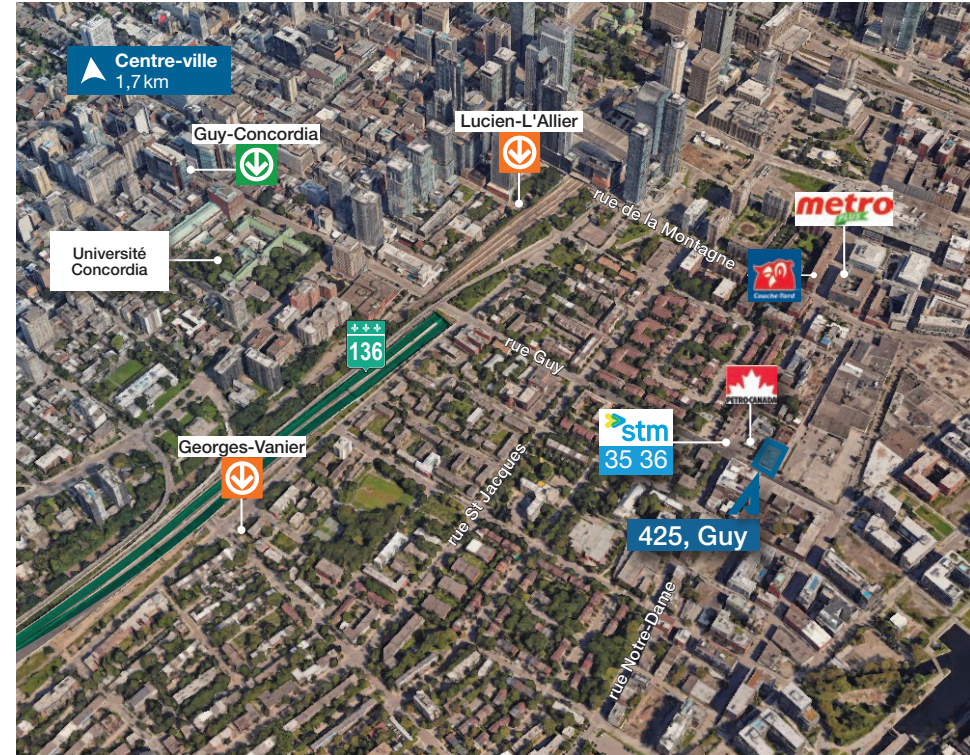 Centre-ville
1,7 km
Guy-Concordia
Lucien-L'Allier
rue de la Montagne
metro
PLUS
Université
Concordia
Couche-Tard
136
rue Guy
PETRO-CANADA
stm
35 36
Georges-Vanier
rue St Jacques
425, Guy
rue Notre-Dame